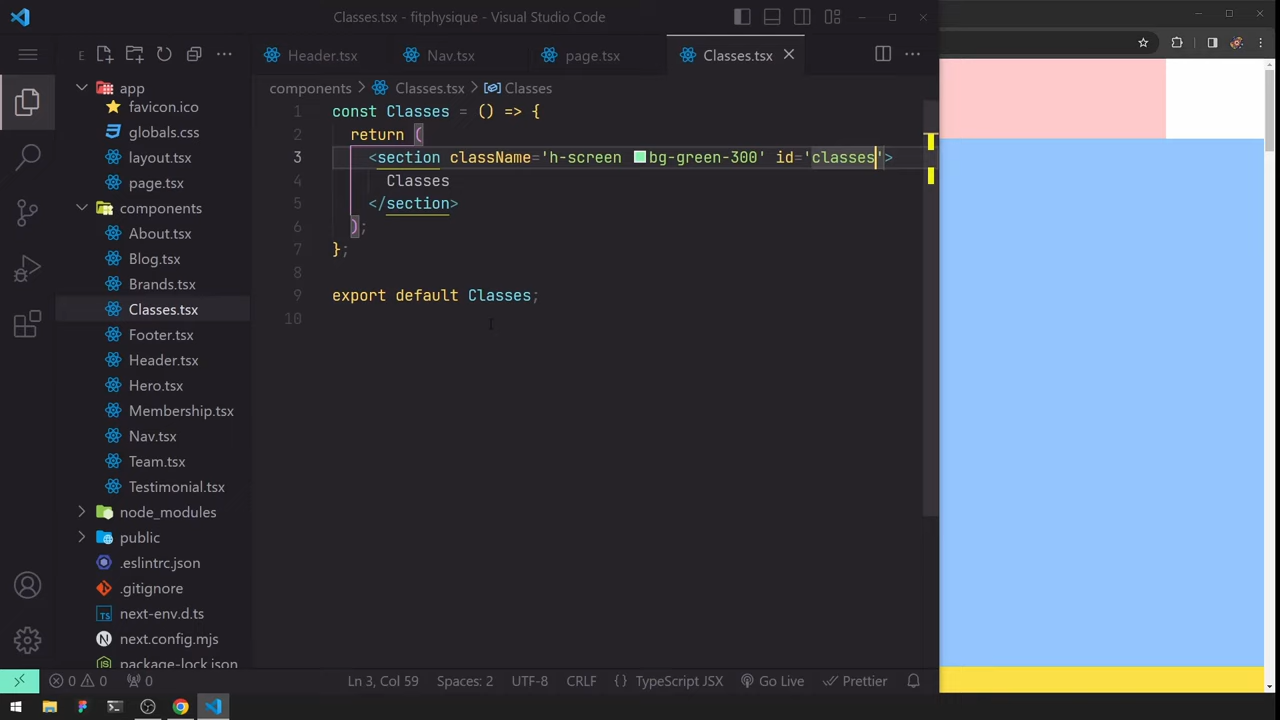 Classes.tsx - fitphysique - Visual Studio Code
E
Header.tsx
Nav.tsx
page.tsx
Classes.tsx
components > Classes.tsx > Classes
app
favicon.ico
globals.css
layout.tsx
page.tsx
components
About.tsx
Blog.tsx
Brands.tsx
Classes.tsx
Footer.tsx
Header.tsx
Hero.tsx
Membership.tsx
Nav.tsx
Team.tsx
Testimonial.tsx
node_modules
public
.eslintrc.json
.gitignore
next-env.d.ts
next.config.mjs
package-lock.json
1 const Classes = () => {
2 return (
3 <section className='h-screen bg-green-300' id='classes'>
4 Classes
5 </section>
6 );
7 };
8
9 export default Classes;
10
0 0 0
Ln 3, Col 59
Spaces: 2
UTF-8
CRLF
{ } TypeScript JSX
Go Live
Prettier